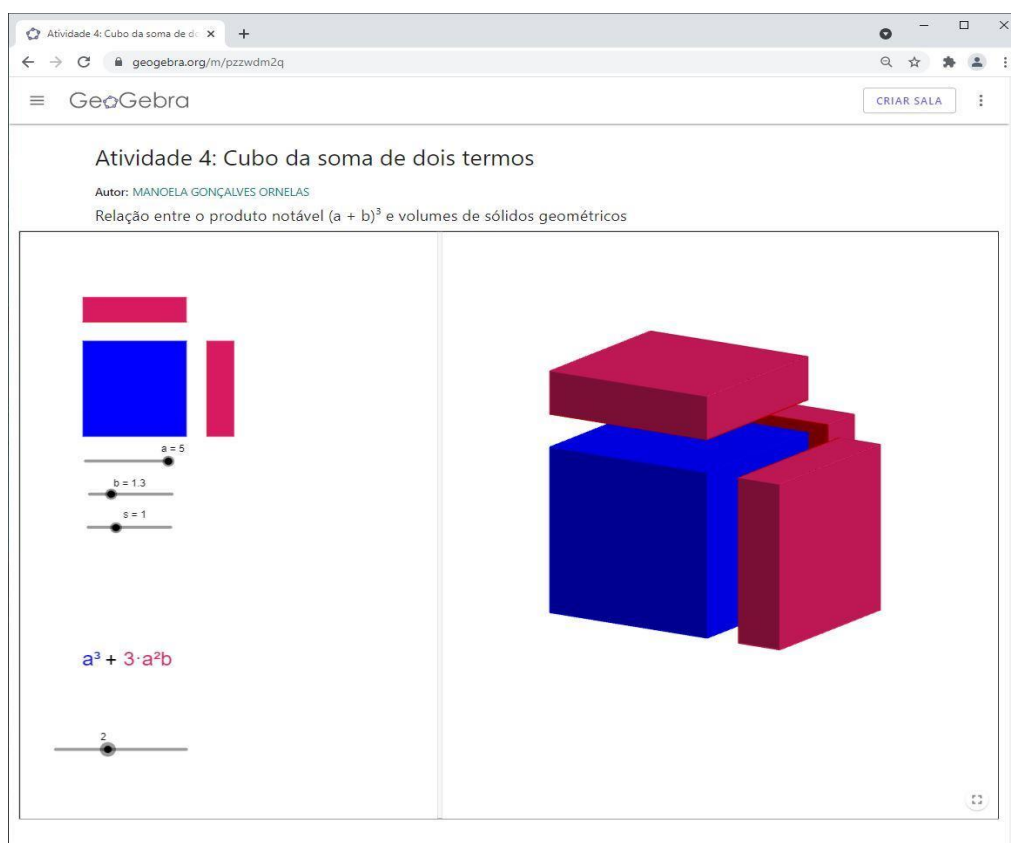 Atividade 4: Cubo da soma de do
geogebra.org/m/pzzwdm2q
GeoGebra
CRIAR SALA
Atividade 4: Cubo da soma de dois termos
Autor: MANOELA GONÇALVES ORNELAS
Relação entre o produto notável (a + b)³ e volumes de sólidos geométricos
a = 5
b = 1.3
s = 1
a³ + 3·a²b
2